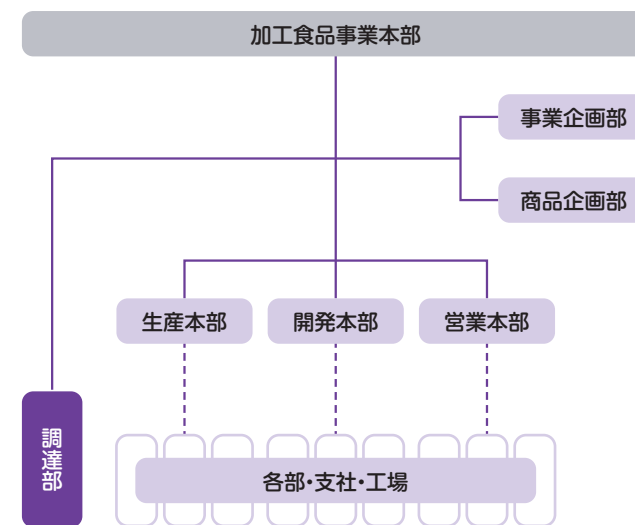 加工食品事業本部
事業企画部
商品企画部
生産本部
開発本部
営業本部
調達部
各部・支社・工場